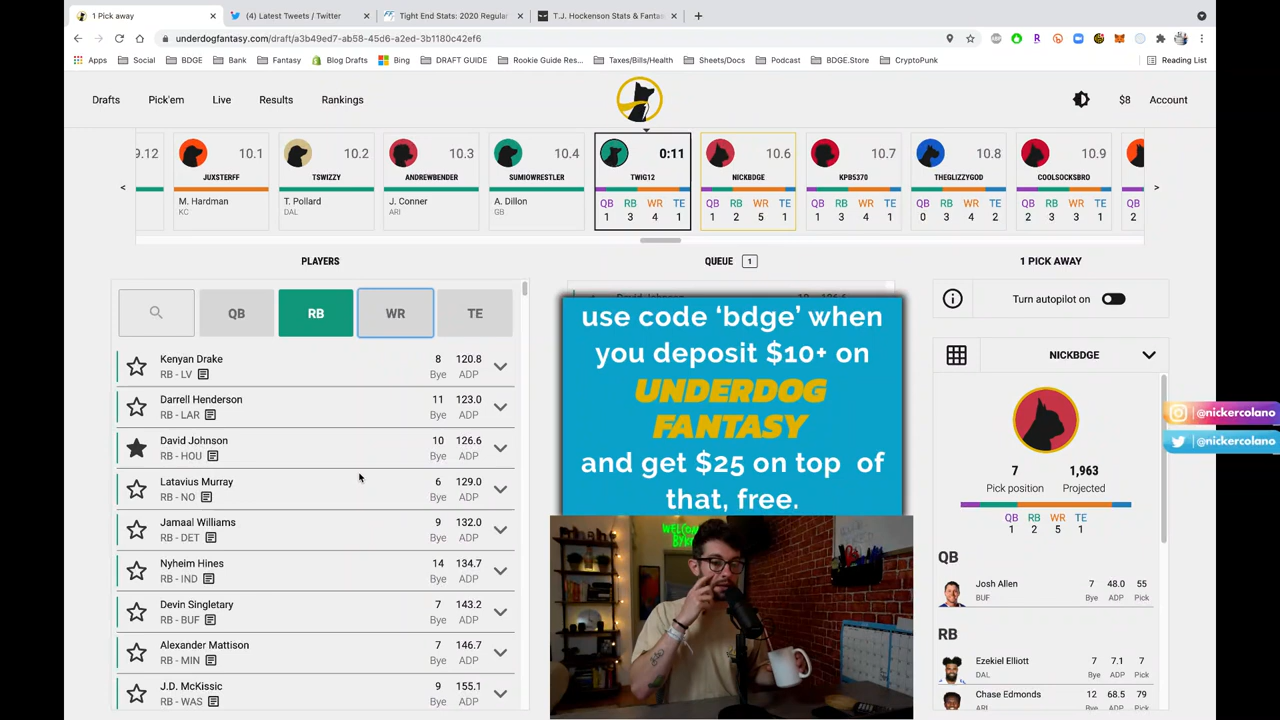 1 Pick away
(4) Latest Tweets / Twitter
Tight End Stats: 2020 Regular
T.J. Hockenson Stats & Fantas
underdogfantasy.com/draft/a3b49ed7-ab58-45d6-a2ed-3b1180c42ef6
Apps Social BDGE Bank Fantasy Blog Drafts Bing DRAFT GUIDE Rookie Guide Res... Taxes/Bills/Health Sheets/Docs Podcast BDGE.Store CryptoPunk Reading List
Drafts Pick'em Live Results Rankings $8 Account
9.12 10.1 10.2 10.3 10.4 0:11 10.6 10.7 10.8 10.9
JUXSTERFF TSWIZZY ANDREWBENDER SUMIOWRESTLER TWIG12 NICKBDGE KPB5370 THEGLIZZYGOD COOLSOCKSBRO
M. Hardman T. Pollard J. Conner A. Dillon QB RB WR TE QB RB WR TE QB RB WR TE QB RB WR TE QB RB WR TE QB
KC DAL ARI GB 1 3 4 1 1 2 5 1 1 3 4 1 0 3 4 2 2 3 3 1 2
< >
PLAYERS
QUEUE 1
1 PICK AWAY
QB RB WR TE
Kenyan Drake 8 120.8
RB - LV Bye ADP
Darrell Henderson 11 123.0
RB - LAR Bye ADP
David Johnson 10 126.6
RB - HOU Bye ADP
Latavius Murray 6 129.0
RB - NO Bye ADP
Jamaal Williams 9 132.0
RB - DET Bye ADP
Nyheim Hines 14 134.7
RB - IND Bye ADP
Devin Singletary 7 143.2
RB - BUF Bye ADP
Alexander Mattison 7 146.7
RB - MIN Bye ADP
J.D. McKissic 9 155.1
RB - WAS Bye ADP
use code 'bdge' when
you deposit $10+ on
UNDERDOG
FANTASY
and get $25 on top of
that, free.
Turn autopilot on
NICKBDGE
7 1,963
Pick position Projected
QB RB WR TE
1 2 5 1
QB
Josh Allen 7 48.0 55
BUF Bye ADP Pick
RB
Ezekiel Elliott 7 7.1 7
DAL Bye ADP Pick
Chase Edmonds 12 68.5 79
ARI Bye ADP Pick
@nickercolano
@nickercolano